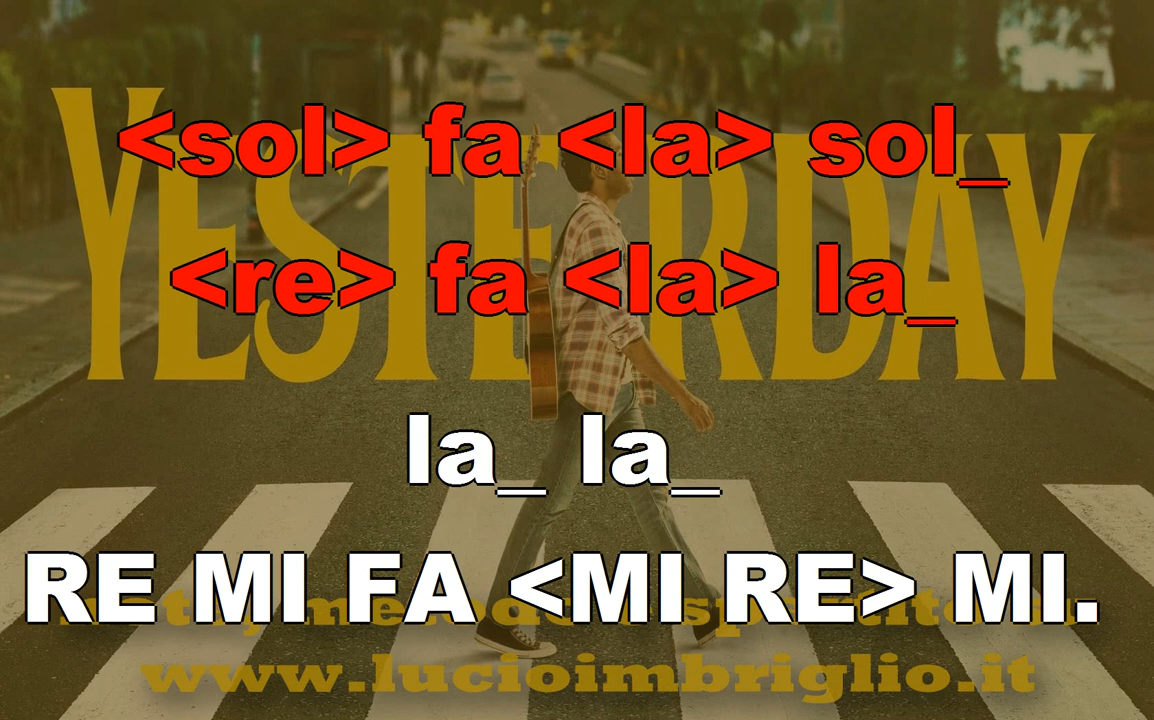 YESTERDAY
<sol> fa <la> sol_
<re> fa <la> la_
la_ la_
RE MI FA <MI RE> MI.
www.lucioimbriglio.it